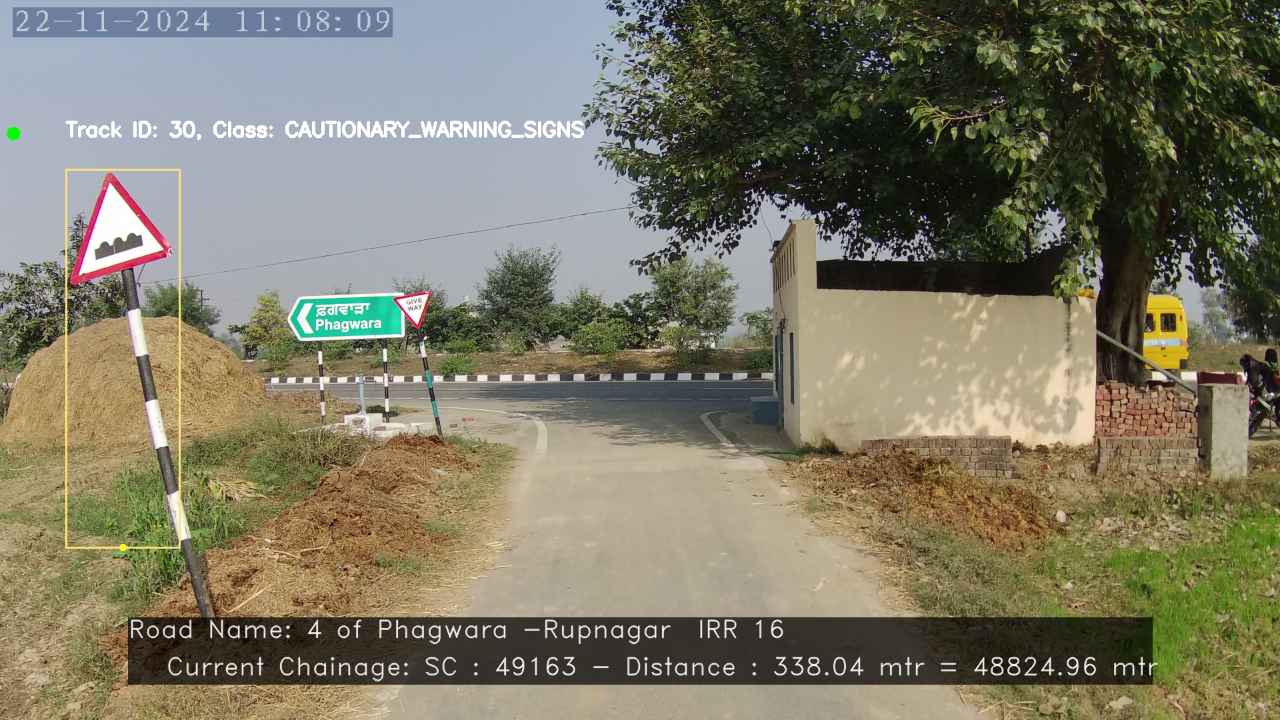 22-11-2024 11:08:09
Track ID: 30, Class: CAUTIONARY_WARNING_SIGNS
ਫ਼ਗਵਾੜਾ
Phagwara
GIVE
WAY
Road Name: 4 of Phagwara -Rupnagar IRR 16
Current Chainage: SC : 49163 - Distance : 338.04 mtr = 48824.96 mtr